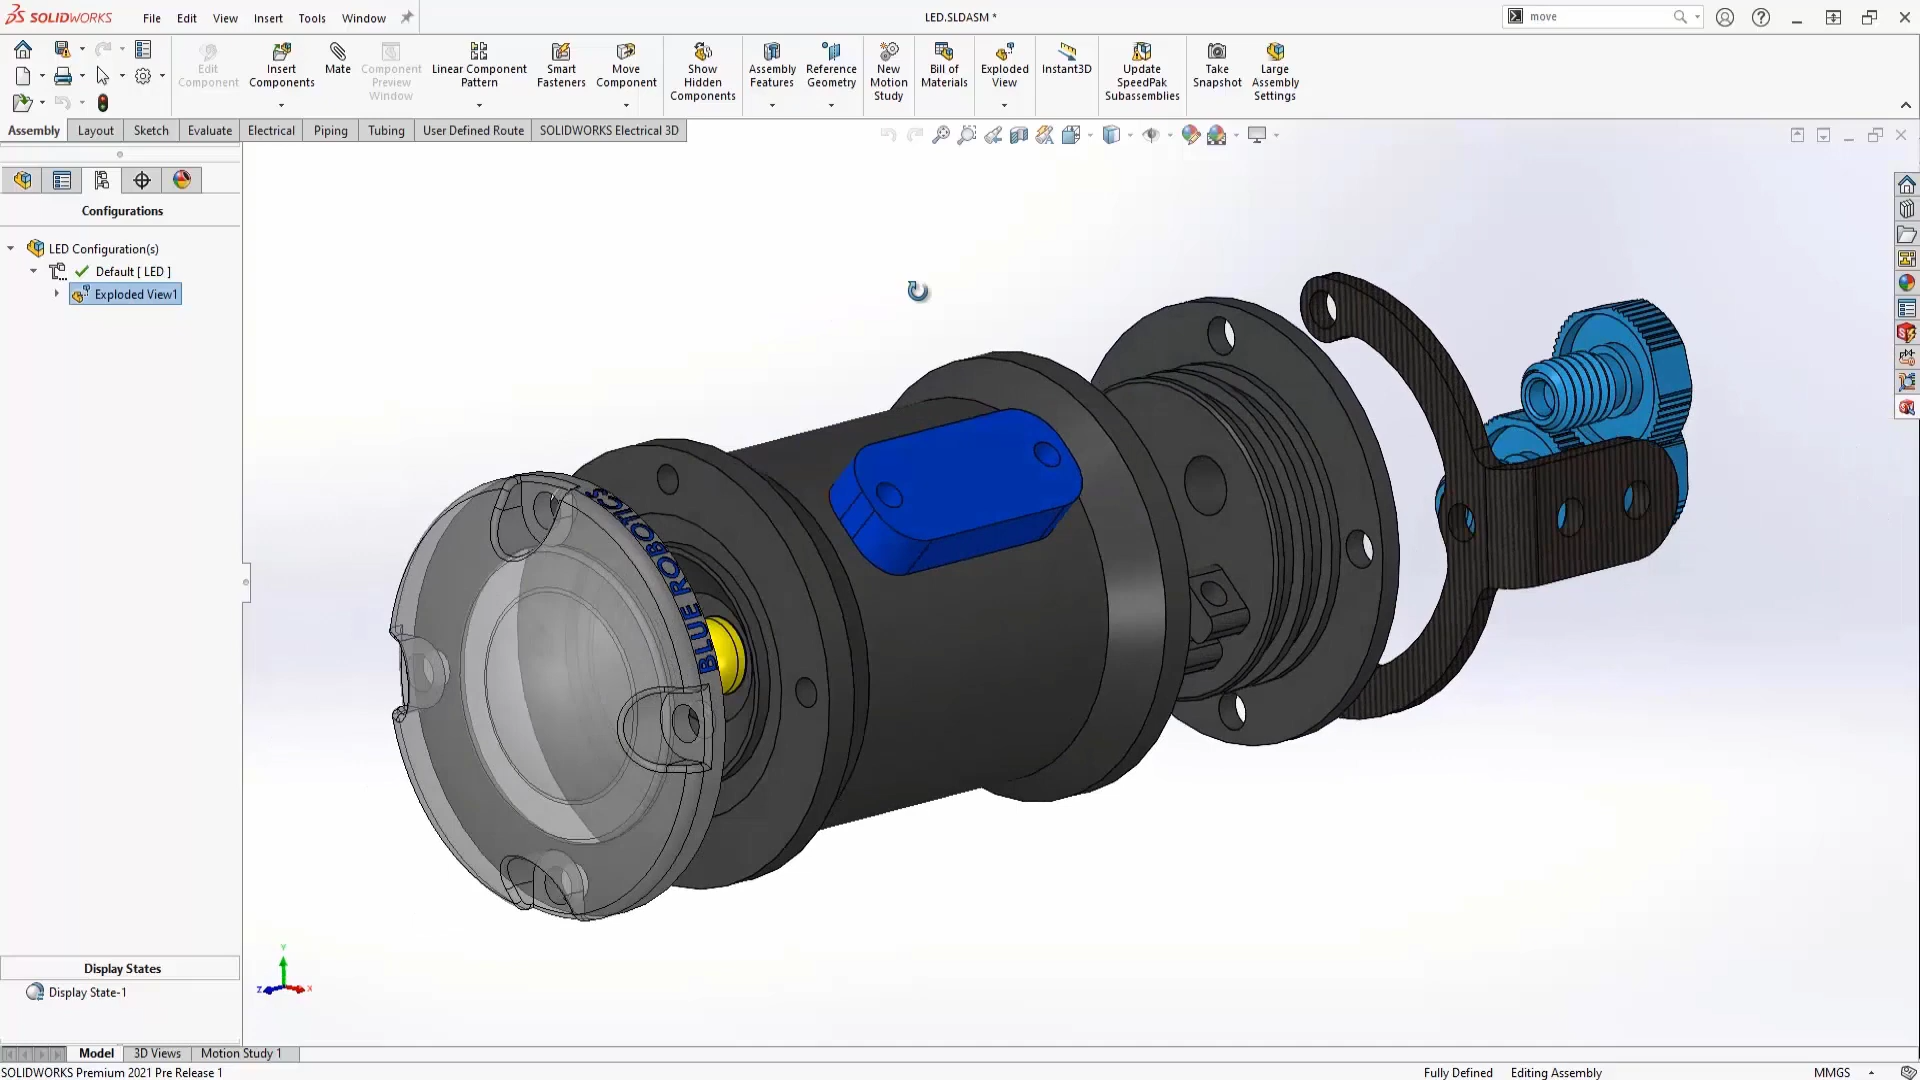 SOLIDWORKS
File Edit View Insert Tools Window
LED.SLDASM *
move
Edit Component
Insert Components
Mate
Component Preview Window
Linear Component Pattern
Smart Fasteners
Move Component
Show Hidden Components
Assembly Features
Reference Geometry
New Motion Study
Bill of Materials
Exploded View
Instant3D
Update SpeedPak Subassemblies
Take Snapshot
Large Assembly Settings
Assembly Layout Sketch Evaluate Electrical Piping Tubing User Defined Route SOLIDWORKS Electrical 3D
Configurations
LED Configuration(s)
Default [ LED ]
Exploded View1
BLUE ROBOTICS
Display States
Display State-1
Y
Z
X
Model 3D Views Motion Study 1
SOLIDWORKS Premium 2021 Pre Release 1
Fully Defined Editing Assembly MMGS